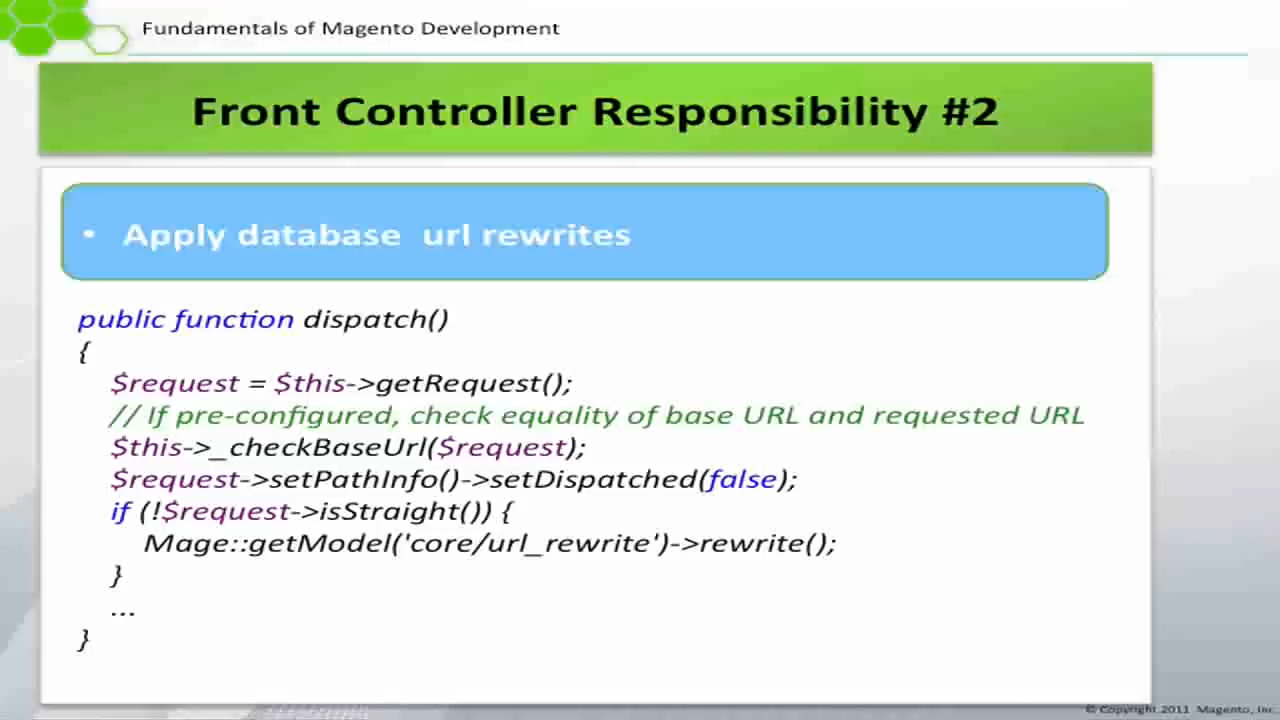 Fundamentals of Magento Development
Front Controller Responsibility #2
• Apply database url rewrites
public function dispatch()
{
$request = $this->getRequest();
// If pre-configured, check equality of base URL and requested URL
$this->_checkBaseUrl($request);
$request->setPathInfo()->setDispatched(false);
if (!$request->isStraight()) {
Mage::getModel('core/url_rewrite')->rewrite();
}
...
}
© Copyright 2011 Magento, Inc.